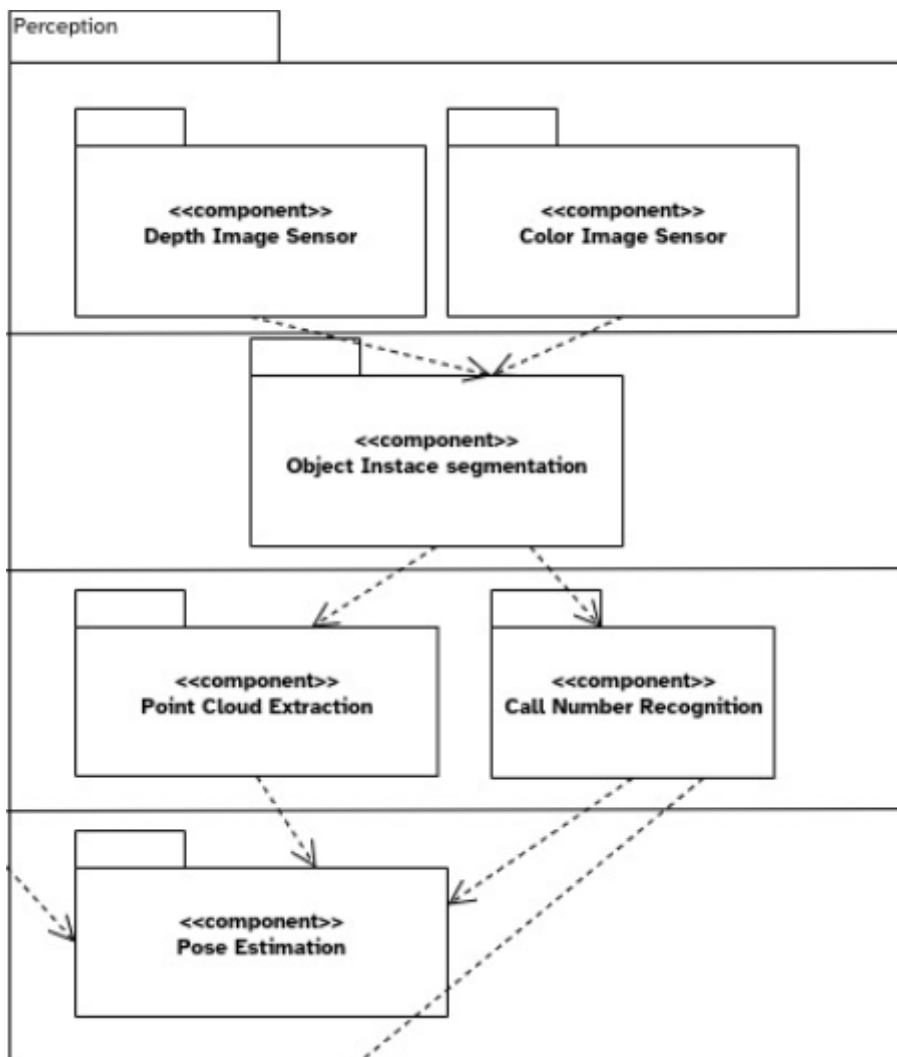 Perception
<<component>>
Depth Image Sensor
<<component>>
Color Image Sensor
<<component>>
Object Instace segmentation
<<component>>
Point Cloud Extraction
<<component>>
Call Number Recognition
<<component>>
Pose Estimation